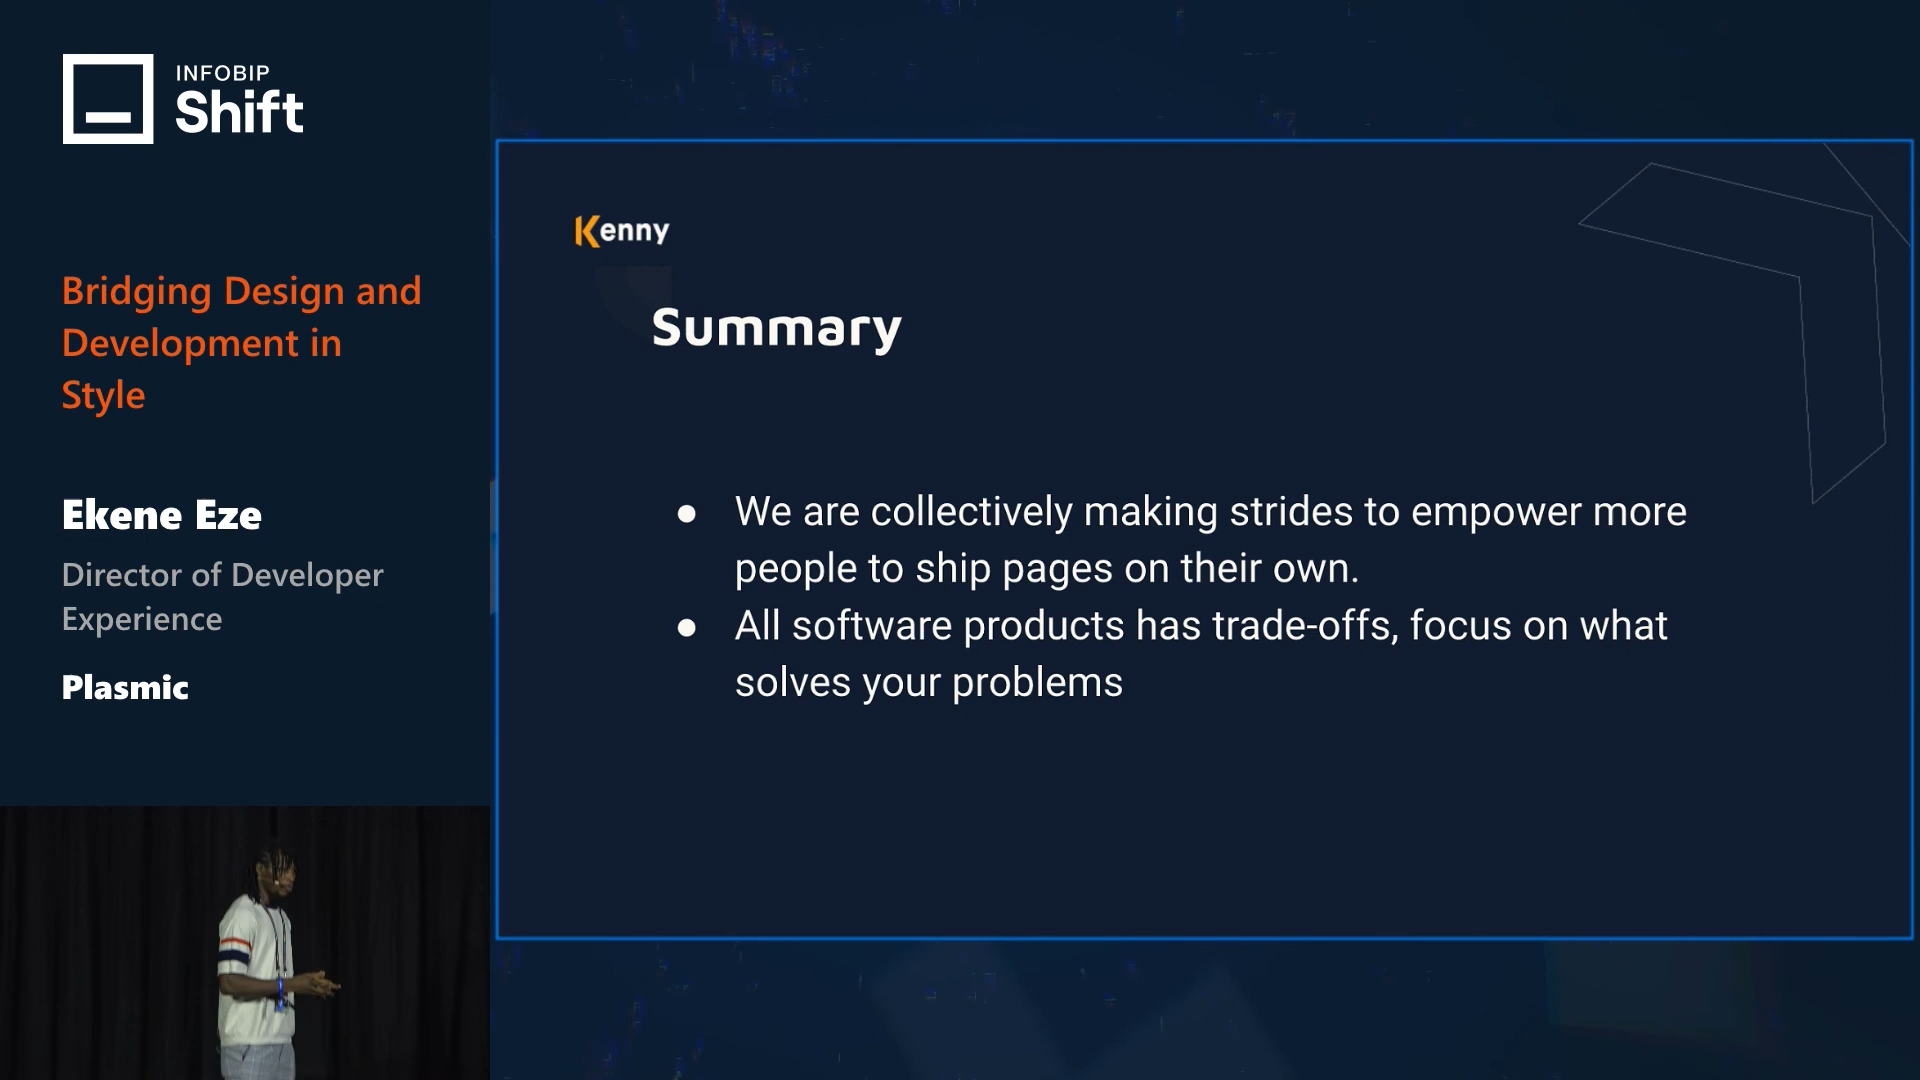 INFOBIP
Shift
Bridging Design and
Development in
Style
Ekene Eze
Director of Developer
Experience
Plasmic
Kenny
Summary
● We are collectively making strides to empower more
people to ship pages on their own.
● All software products has trade-offs, focus on what
solves your problems